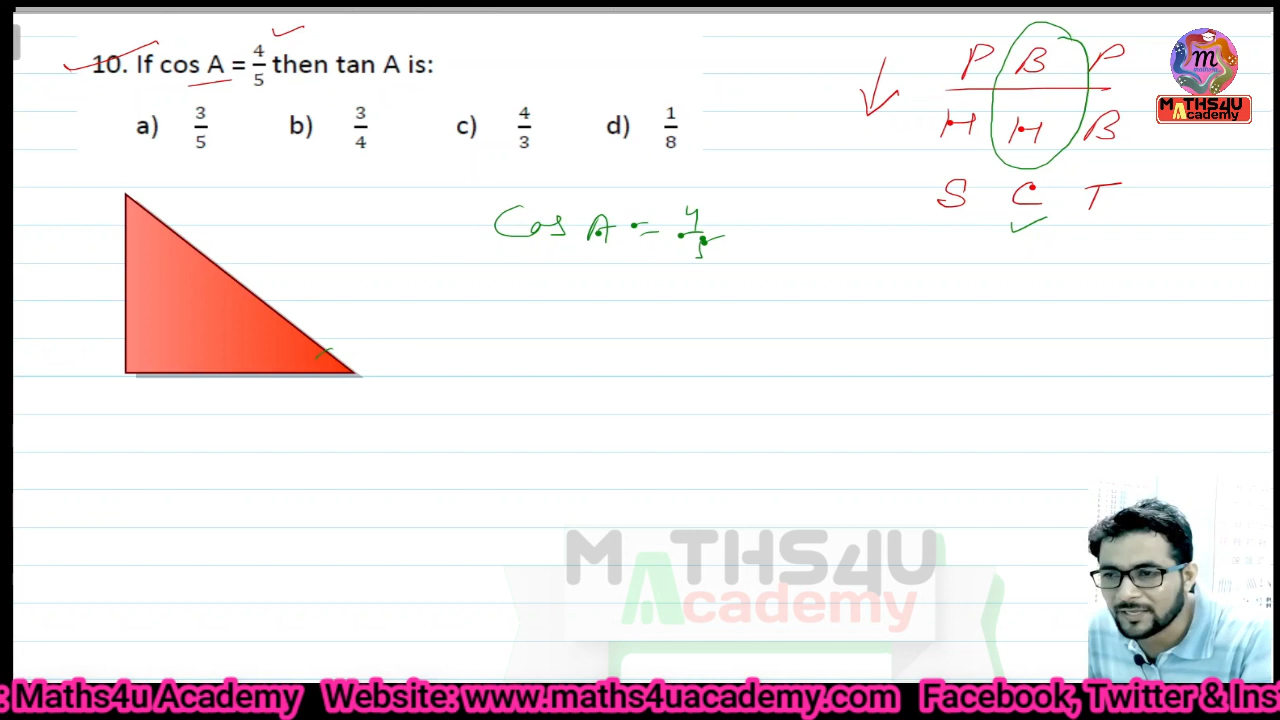 10. If cos A = 4/5 then tan A is:
a) 3/5 b) 3/4 c) 4/3 d) 1/8
P B P
H H B
S C T
Cos A = 4/5
m
MATHS4U
Academy
MATHS4U
Academy
: Maths4u Academy Website: www.maths4uacademy.com Facebook, Twitter & Inst